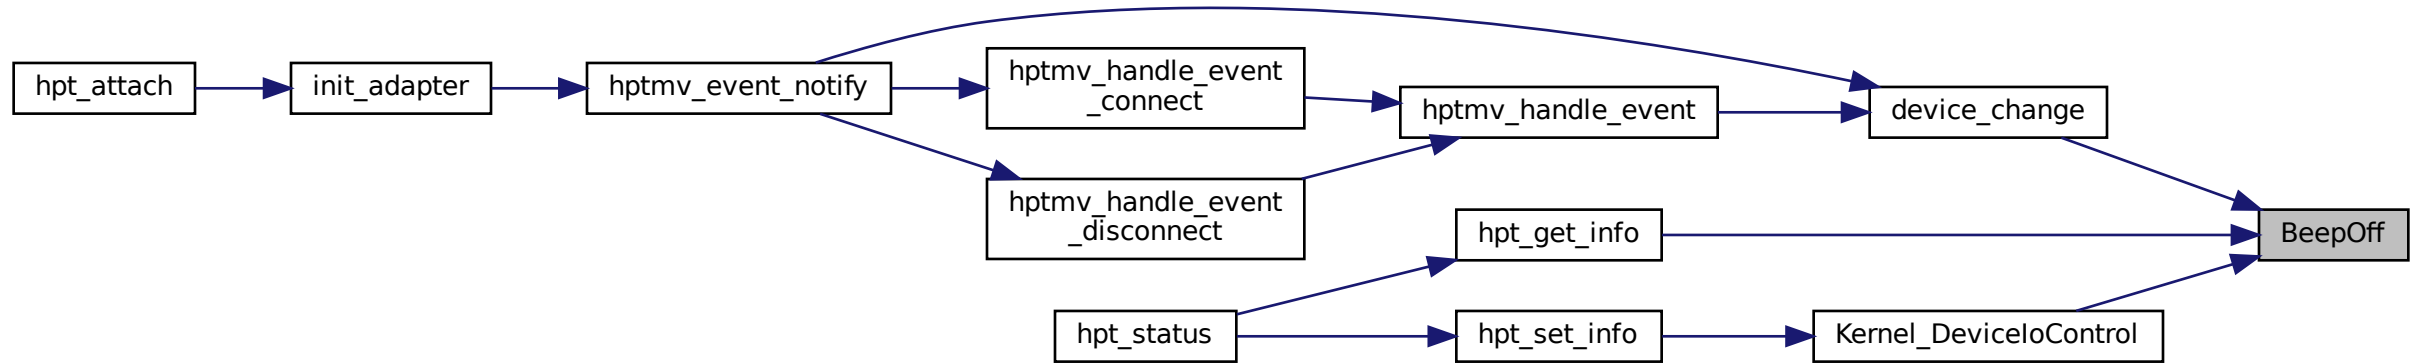 hpt_attach
init_adapter
hptmv_event_notify
hptmv_handle_event
_connect
hptmv_handle_event
_disconnect
hptmv_handle_event
device_change
BeepOff
hpt_get_info
hpt_status
hpt_set_info
Kernel_DeviceIoControl